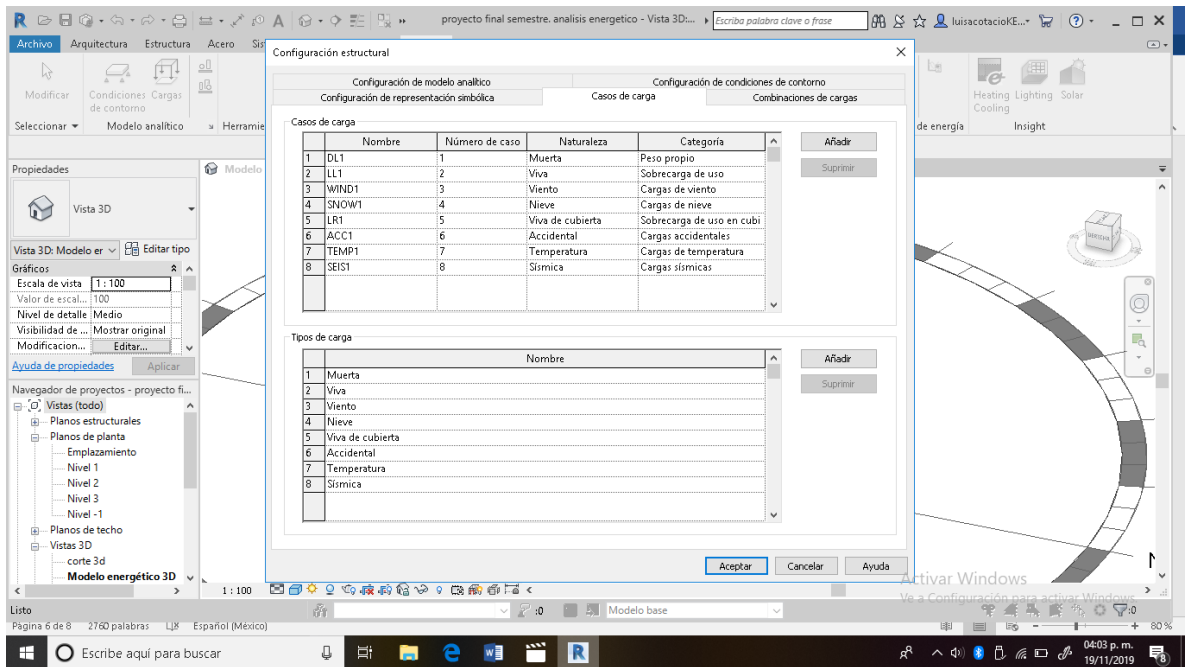 proyecto final semestre. analisis energetico - Vista 3D:...
Escriba palabra clave o frase
luisacotacioKE...
Archivo Arquitectura Estructura Acero Sis
Modificar
Condiciones de contorno
Cargas
Heating Cooling
Lighting
Solar
Seleccionar Modelo analítico Herramie
de energía Insight
Propiedades
Modelo
Vista 3D
Vista 3D: Modelo er Editar tipo
Gráficos
Escala de vista 1 : 100
Valor de escal... 100
Nivel de detalle Medio
Visibilidad de ... Mostrar original
Modificacion... Editar...
Ayuda de propiedades Aplicar
Navegador de proyectos - proyecto fi...
Vistas (todo)
Planos estructurales
Planos de planta
Emplazamiento
Nivel 1
Nivel 2
Nivel 3
Nivel -1
Planos de techo
Vistas 3D
corte 3d
Modelo energético 3D
Configuración estructural
Configuración de modelo analítico Configuración de condiciones de contorno
Configuración de representación simbólica Casos de carga Combinaciones de cargas
Casos de carga
Nombre Número de caso Naturaleza Categoría
1 DL1 1 Muerta Peso propio
2 LL1 2 Viva Sobrecarga de uso
3 WIND1 3 Viento Cargas de viento
4 SNOW1 4 Nieve Cargas de nieve
5 LR1 5 Viva de cubierta Sobrecarga de uso en cubi
6 ACC1 6 Accidental Cargas accidentales
7 TEMP1 7 Temperatura Cargas de temperatura
8 SEIS1 8 Sísmica Cargas sísmicas
Añadir
Suprimir
Tipos de carga
Nombre
1 Muerta
2 Viva
3 Viento
4 Nieve
5 Viva de cubierta
6 Accidental
7 Temperatura
8 Sísmica
Añadir
Suprimir
Aceptar Cancelar Ayuda
Activar Windows
Ve a Configuración para activar Windows.
1 : 100
Listo
:0
Modelo base
:0
Página 6 de 8 2760 palabras Español (México)
80 %
Escribe aquí para buscar
04:03 p. m.
19/11/2019